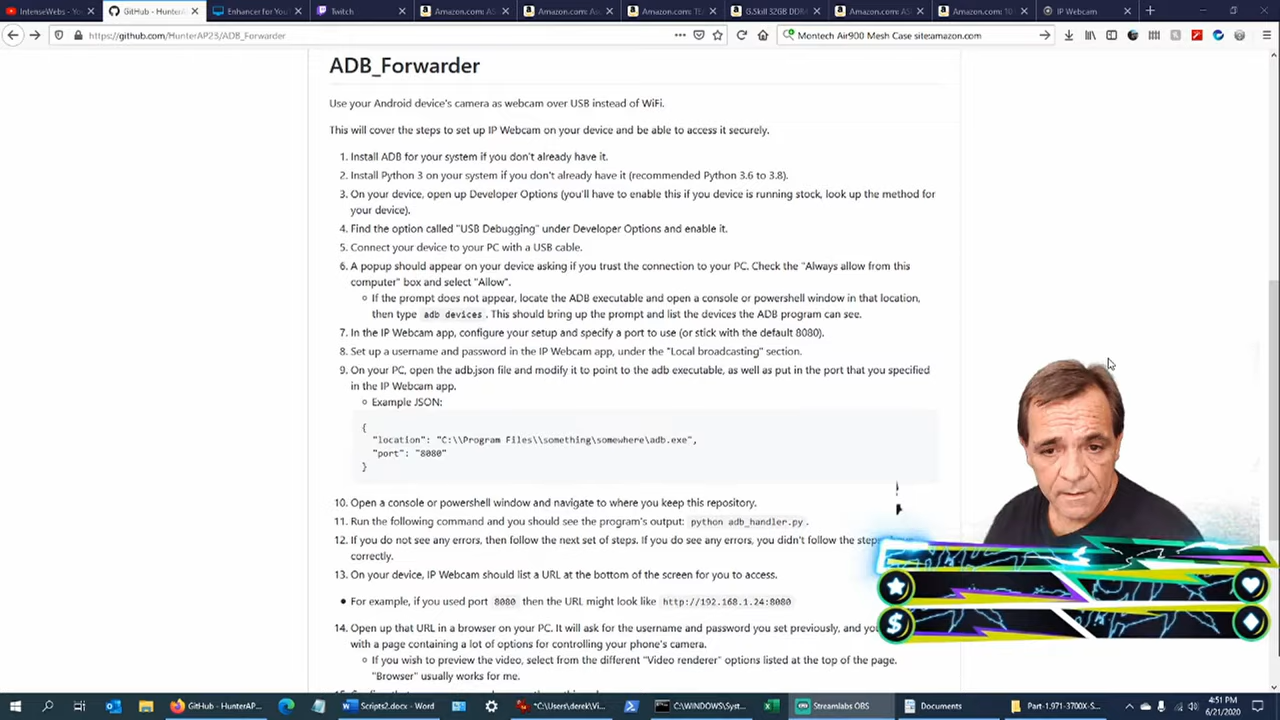 IntenseWebs - Yo
GitHub - HunterAP23/
Enhancer for You
Twitch
Amazon.com: AS
Amazon.com: As
Amazon.com: TE
G.Skill 32GB DDR
Amazon.com: AS
Amazon.com: 10
IP Webcam
https://github.com/HunterAP23/ADB_Forwarder
Montech Air900 Mesh Case site:amazon.com
ADB_Forwarder
Use your Android device's camera as webcam over USB instead of WiFi.
This will cover the steps to set up IP Webcam on your device and be able to access it securely.
1. Install ADB for your system if you don't already have it.
2. Install Python 3 on your system if you don't already have it (recommended Python 3.6 to 3.8).
3. On your device, open up Developer Options (you'll have to enable this if you device is running stock, look up the method for
your device).
4. Find the option called "USB Debugging" under Developer Options and enable it.
5. Connect your device to your PC with a USB cable.
6. A popup should appear on your device asking if you trust the connection to your PC. Check the "Always allow from this
computer" box and select "Allow".
If the prompt does not appear, locate the ADB executable and open a console or powershell window in that location,
then type adb devices. This should bring up the prompt and list the devices the ADB program can see.
7. In the IP Webcam app, configure your setup and specify a port to use (or stick with the default 8080).
8. Set up a username and password in the IP Webcam app, under the "Local broadcasting" section.
9. On your PC, open the adb.json file and modify it to point to the adb executable, as well as put in the port that you specified
in the IP Webcam app.
Example JSON:
{
"location": "C:\\Program Files\\something\somewhere\adb.exe",
"port": "8080"
}
10. Open a console or powershell window and navigate to where you keep this repository.
11. Run the following command and you should see the program's output: python adb_handler.py.
12. If you do not see any errors, then follow the next set of steps. If you do see any errors, you didn't follow the steps
correctly.
13. On your device, IP Webcam should list a URL at the bottom of the screen for you to access.
For example, if you used port 8080 then the URL might look like http://192.168.1.24:8080
14. Open up that URL in a browser on your PC. It will ask for the username and password you set previously, and you
with a page containing a lot of options for controlling your phone's camera.
If you wish to preview the video, select from the different "Video renderer" options listed at the top of the page.
"Browser" usually works for me.
GitHub - HunterAP...
Scripts2.docx - Word
*C:\Users\derek\Vi...
C:\WINDOWS\Syst...
Streamlabs OBS
Documents
Part-1.971-3700X-S...
4:51 PM
6/21/2020